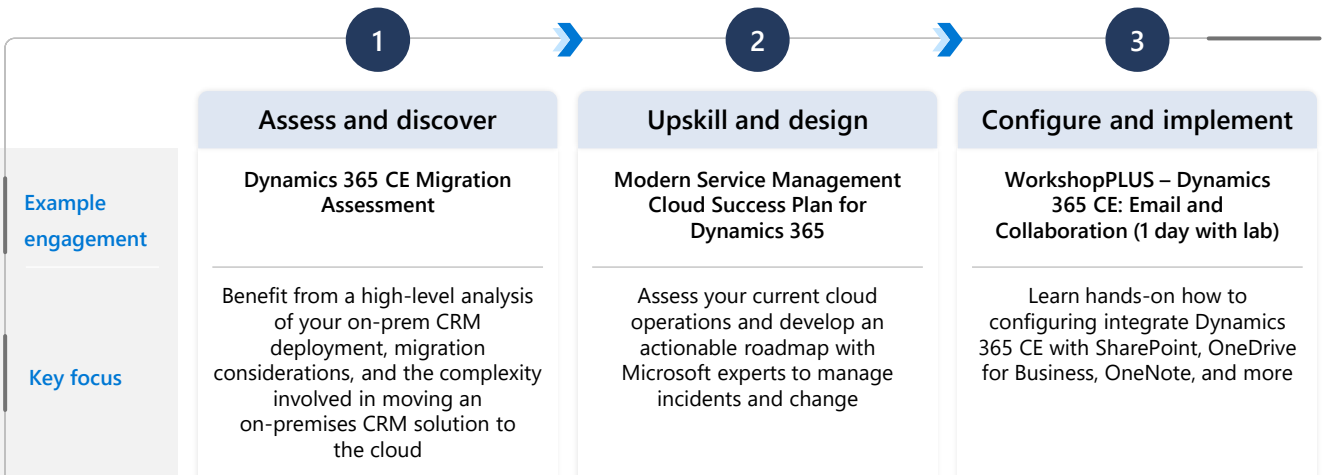 1
2
3
Assess and discover
Upskill and design
Configure and implement
Example
engagement
Dynamics 365 CE Migration
Assessment
Modern Service Management
Cloud Success Plan for
Dynamics 365
WorkshopPLUS – Dynamics
365 CE: Email and
Collaboration (1 day with lab)
Key focus
Benefit from a high-level analysis
of your on-prem CRM
deployment, migration
considerations, and the complexity
involved in moving an
on-premises CRM solution to
the cloud
Assess your current cloud
operations and develop an
actionable roadmap with
Microsoft experts to manage
incidents and change
Learn hands-on how to
configuring integrate Dynamics
365 CE with SharePoint, OneDrive
for Business, OneNote, and more